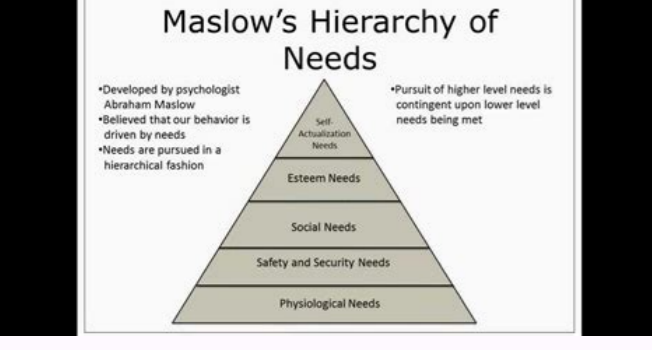 Maslow's Hierarchy of
Needs
•Developed by psychologist
Abraham Maslow
•Believed that our behavior is
driven by needs
•Needs are pursued in a
hierarchical fashion
•Pursuit of higher level needs is
contingent upon lower level
needs being met
Self-
Actualization
Needs
Esteem Needs
Social Needs
Safety and Security Needs
Physiological Needs